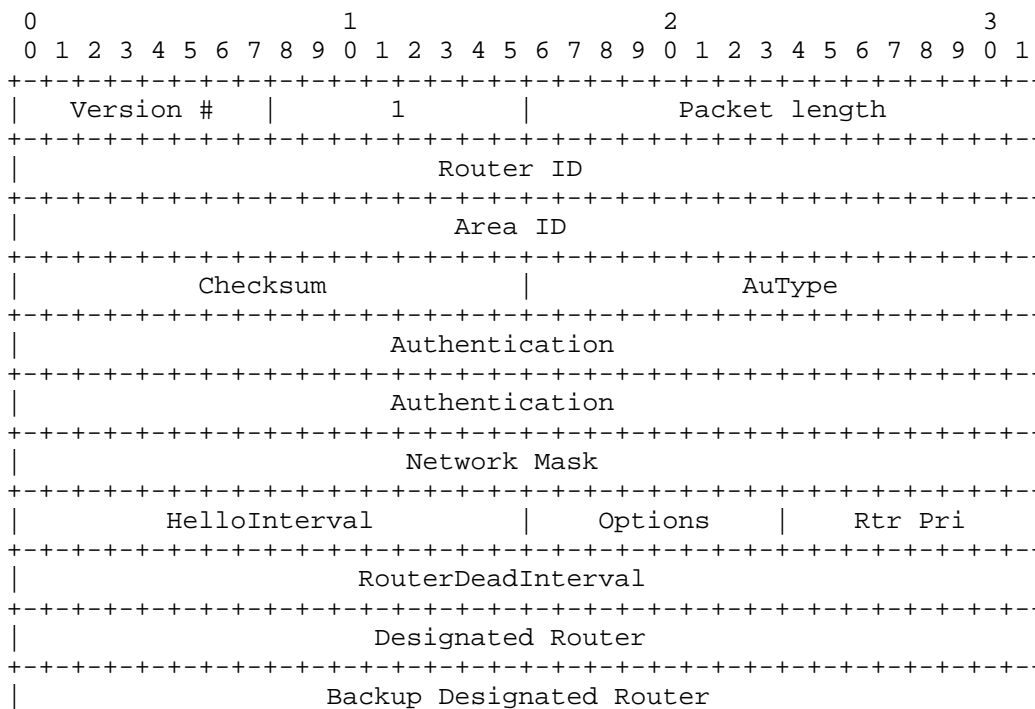 0                   1                   2                   3
 0 1 2 3 4 5 6 7 8 9 0 1 2 3 4 5 6 7 8 9 0 1 2 3 4 5 6 7 8 9 0 1
+-+-+-+-+-+-+-+-+-+-+-+-+-+-+-+-+-+-+-+-+-+-+-+-+-+-+-+-+-+-+-+-
|   Version #   |       1       |         Packet length
+-+-+-+-+-+-+-+-+-+-+-+-+-+-+-+-+-+-+-+-+-+-+-+-+-+-+-+-+-+-+-+-
|                          Router ID
+-+-+-+-+-+-+-+-+-+-+-+-+-+-+-+-+-+-+-+-+-+-+-+-+-+-+-+-+-+-+-+-
|                           Area ID
+-+-+-+-+-+-+-+-+-+-+-+-+-+-+-+-+-+-+-+-+-+-+-+-+-+-+-+-+-+-+-+-
|           Checksum            |             AuType
+-+-+-+-+-+-+-+-+-+-+-+-+-+-+-+-+-+-+-+-+-+-+-+-+-+-+-+-+-+-+-+-
|                       Authentication
+-+-+-+-+-+-+-+-+-+-+-+-+-+-+-+-+-+-+-+-+-+-+-+-+-+-+-+-+-+-+-+-
|                       Authentication
+-+-+-+-+-+-+-+-+-+-+-+-+-+-+-+-+-+-+-+-+-+-+-+-+-+-+-+-+-+-+-+-
|                        Network Mask
+-+-+-+-+-+-+-+-+-+-+-+-+-+-+-+-+-+-+-+-+-+-+-+-+-+-+-+-+-+-+-+-
|         HelloInterval         |    Options    |    Rtr Pri
+-+-+-+-+-+-+-+-+-+-+-+-+-+-+-+-+-+-+-+-+-+-+-+-+-+-+-+-+-+-+-+-
|                     RouterDeadInterval
+-+-+-+-+-+-+-+-+-+-+-+-+-+-+-+-+-+-+-+-+-+-+-+-+-+-+-+-+-+-+-+-
|                      Designated Router
+-+-+-+-+-+-+-+-+-+-+-+-+-+-+-+-+-+-+-+-+-+-+-+-+-+-+-+-+-+-+-+-
|                   Backup Designated Router